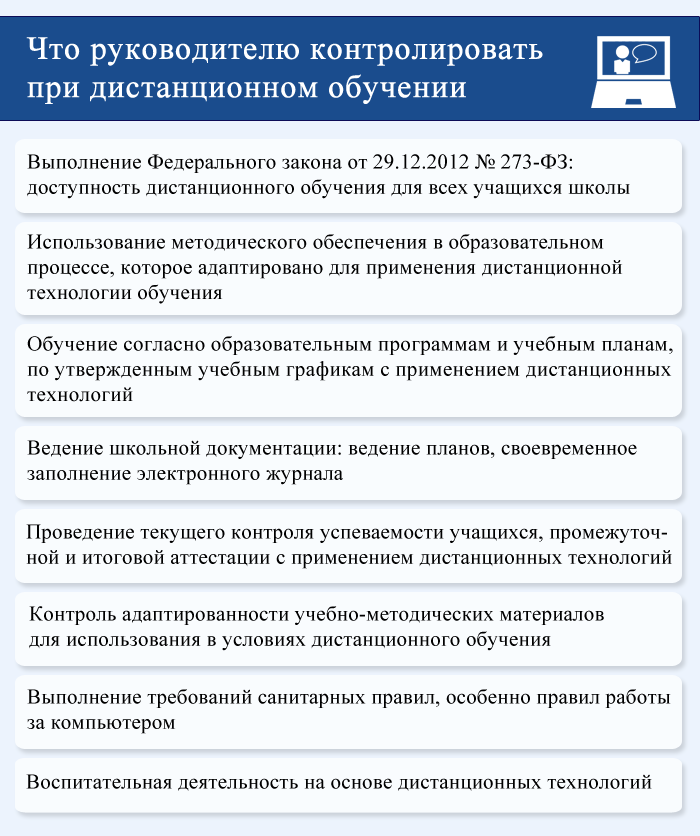 Что руководителю контролировать
при дистанционном обучении
Выполнение Федерального закона от 29.12.2012 № 273-ФЗ:
доступность дистанционного обучения для всех учащихся школы
Использование методического обеспечения в образовательном
процессе, которое адаптировано для применения дистанционной
технологии обучения
Обучение согласно образовательным программам и учебным планам,
по утвержденным учебным графикам с применением дистанционных
технологий
Ведение школьной документации: ведение планов, своевременное
заполнение электронного журнала
Проведение текущего контроля успеваемости учащихся, промежуточ-
ной и итоговой аттестации с применением дистанционных технологий
Контроль адаптированности учебно-методических материалов
для использования в условиях дистанционного обучения
Выполнение требований санитарных правил, особенно правил работы
за компьютером
Воспитательная деятельность на основе дистанционных технологий